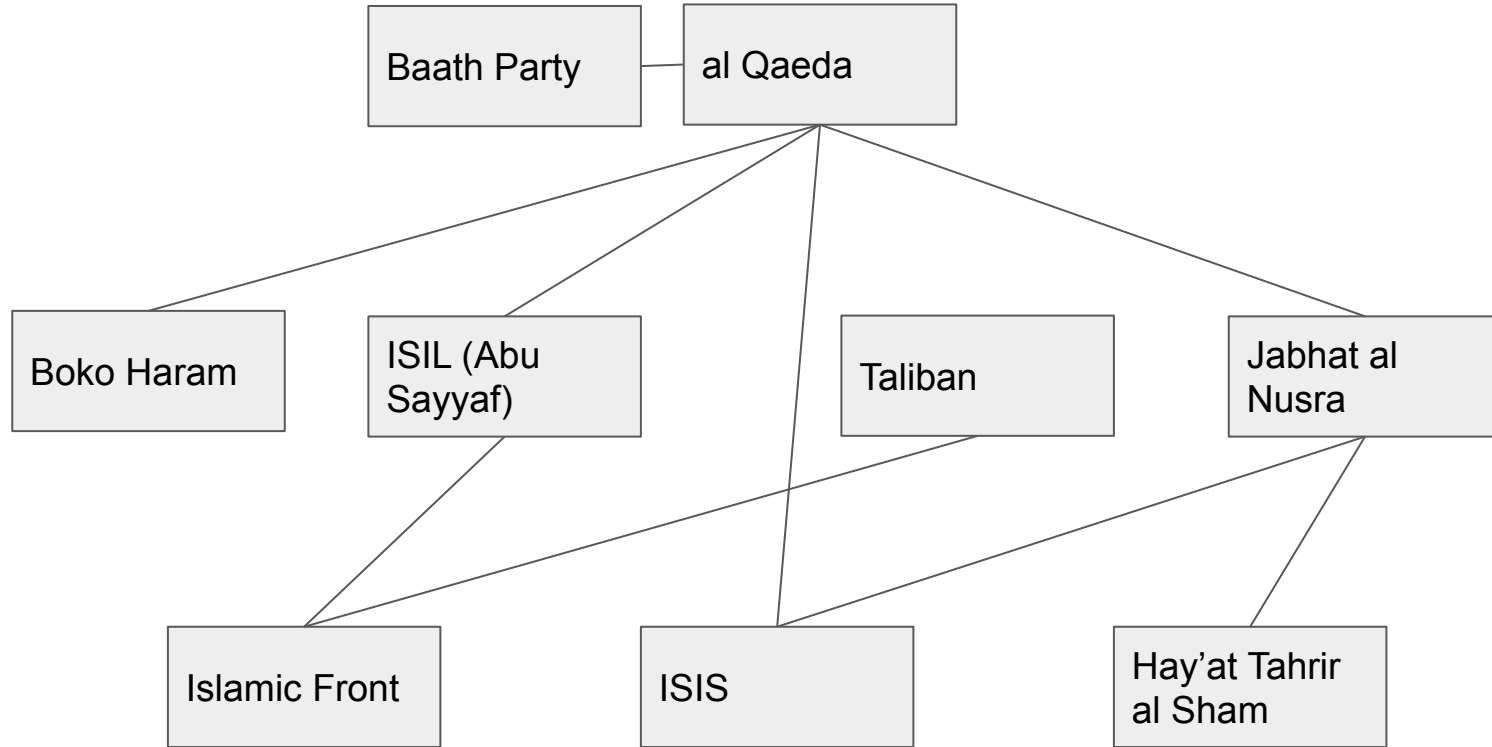 Baath Party
al Qaeda
Boko Haram
ISIL (Abu
Sayyaf)
Taliban
Jabhat al
Nusra
Islamic Front
ISIS
Hay’at Tahrir
al Sham